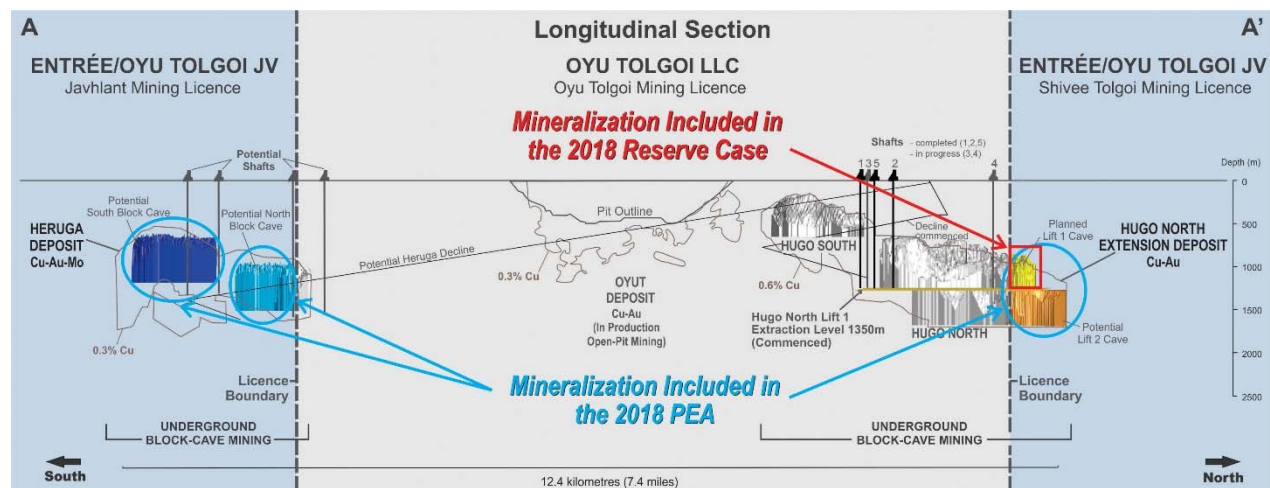 A
Longitudinal Section
A'
ENTRÉE/OYU TOLGOI JV
Javhlant Mining Licence
OYU TOLGOI LLC
Oyu Tolgoi Mining Licence
ENTRÉE/OYU TOLGOI JV
Shivee Tolgoi Mining Licence
Mineralization Included in
the 2018 Reserve Case
Shafts - completed (1,2,5)
- in progress (3,4)
1 3 5 2 4
Potential
Shafts
Depth (m)
0
500
1000
1500
2000
2500
Potential
South Block Cave
Potential North
Block Cave
HERUGA
DEPOSIT
Cu-Au-Mo
0.3% Cu
Potential Heruga Decline
Pit Outline
0.3% Cu
OYUT
DEPOSIT
Cu-Au
(In Production
Open-Pit Mining)
HUGO SOUTH
0.6% Cu
Decline
commenced
Hugo North Lift 1
Extraction Level 1350m
(Commenced)
HUGO NORTH
Planned
Lift 1 Cave
HUGO NORTH
EXTENSION DEPOSIT
Cu-Au
Potential
Lift 2 Cave
Mineralization Included in
the 2018 PEA
Licence
Boundary
Licence
Boundary
UNDERGROUND
BLOCK-CAVE MINING
UNDERGROUND
BLOCK-CAVE MINING
South
12.4 kilometres (7.4 miles)
North